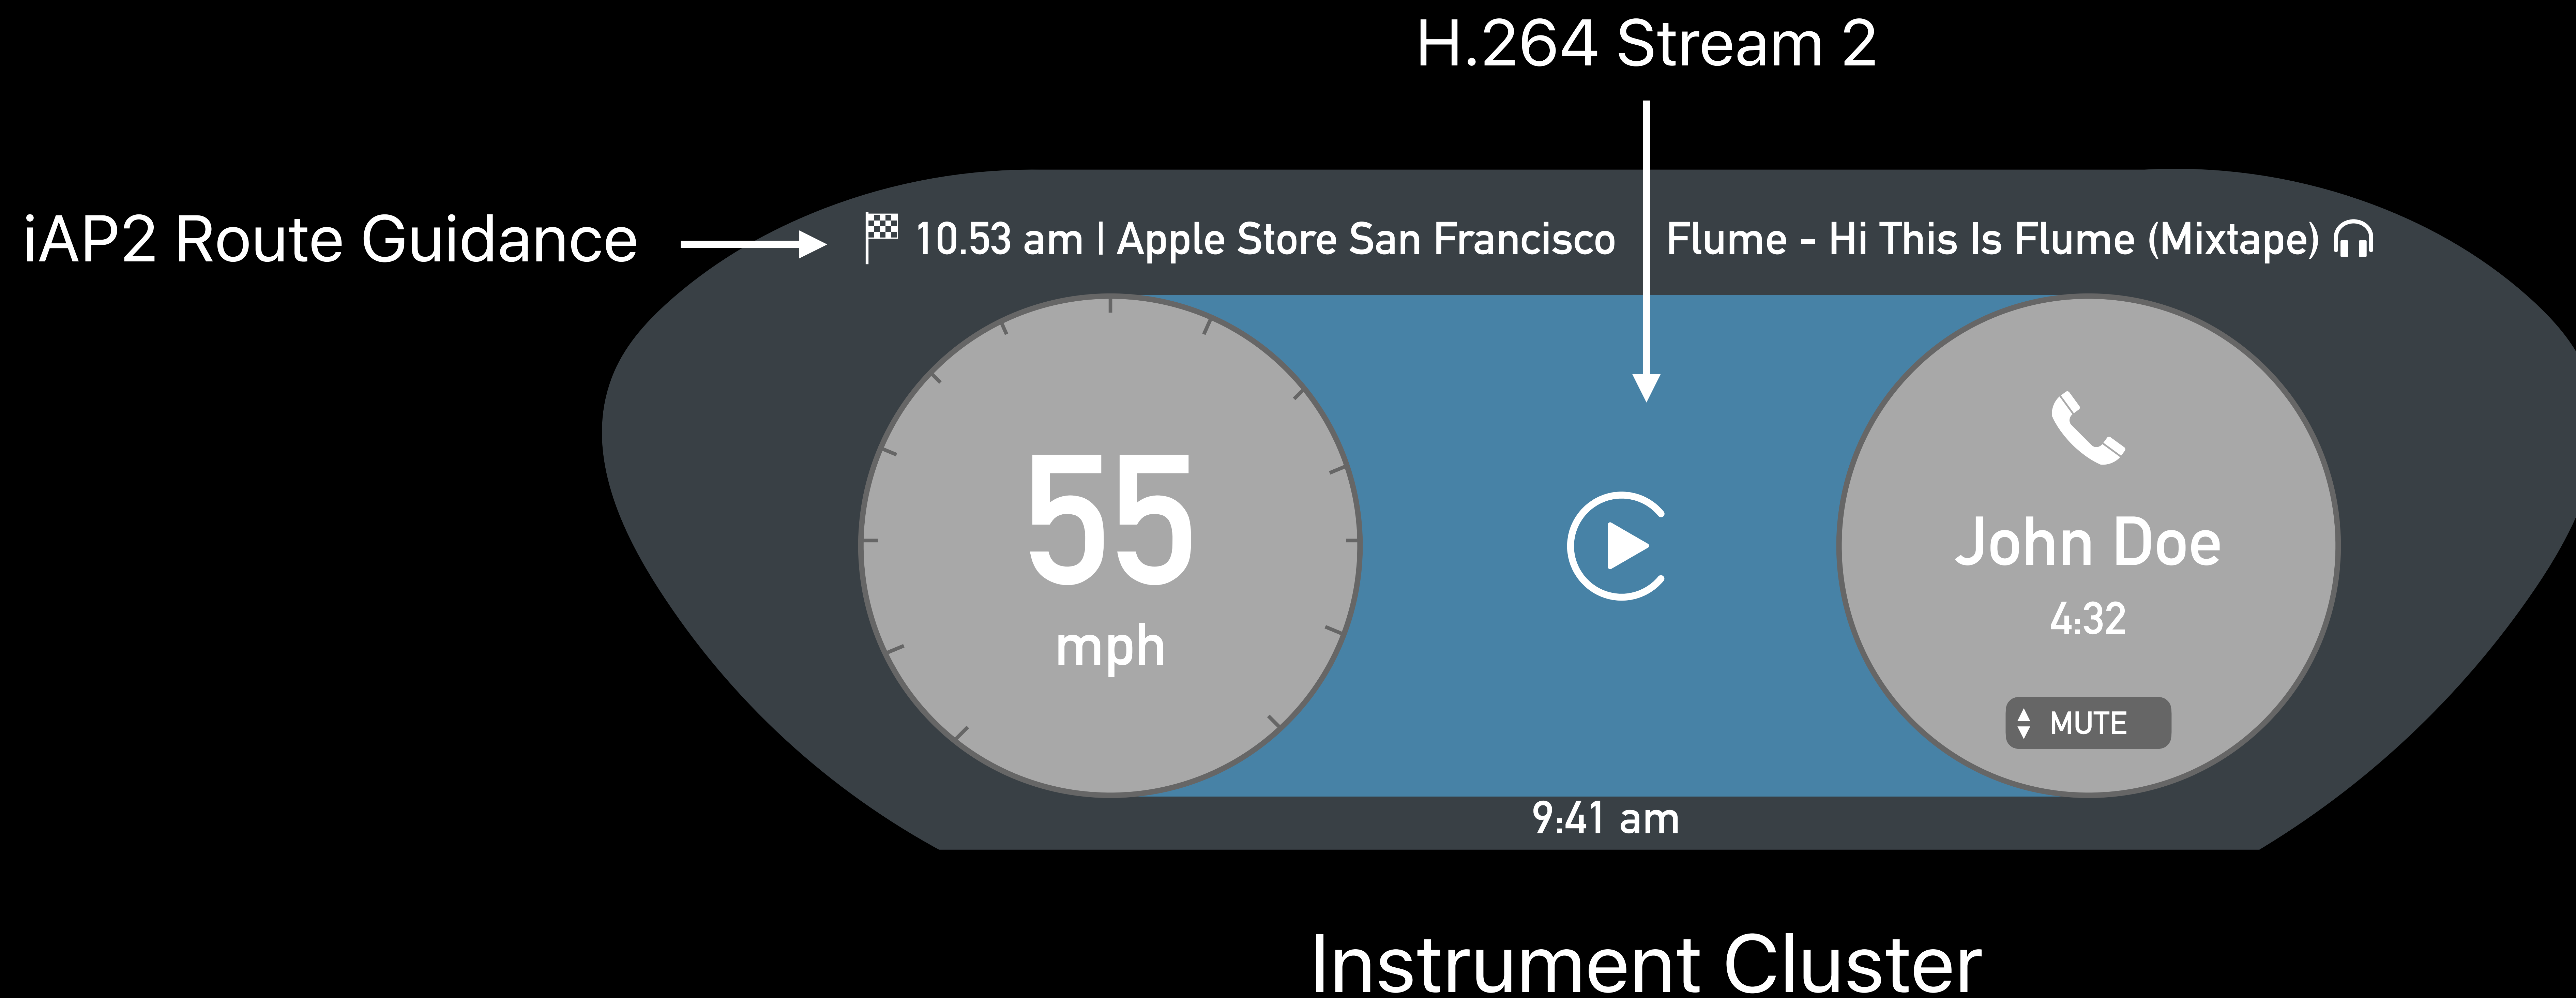 H.264 Stream 2
iAP2 Route Guidance
10.53 am | Apple Store San Francisco
Flume - Hi This Is Flume (Mixtape)
55
mph
John Doe
4:32
MUTE
9:41 am
Instrument Cluster